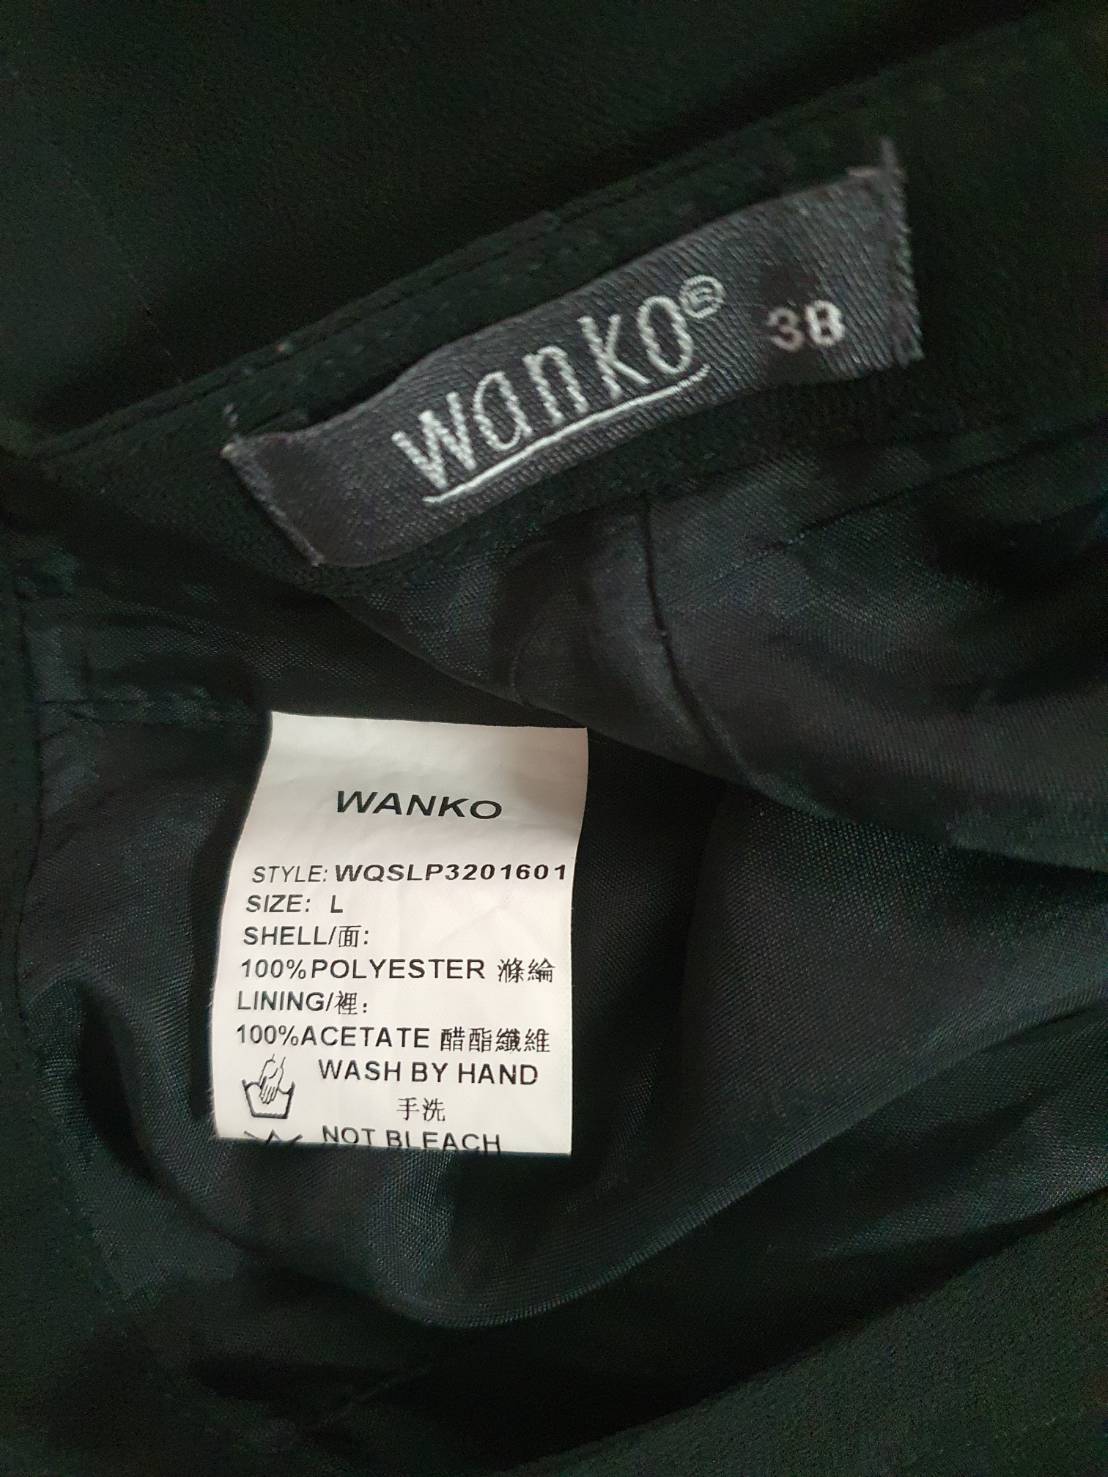 wanko® 38
WANKO
STYLE: WQSLP3201601
SIZE: L
SHELL/面:
100%POLYESTER 滌綸
LINING/裡:
100%ACETATE 醋酯纖維
WASH BY HAND
手洗
NOT BLEACH